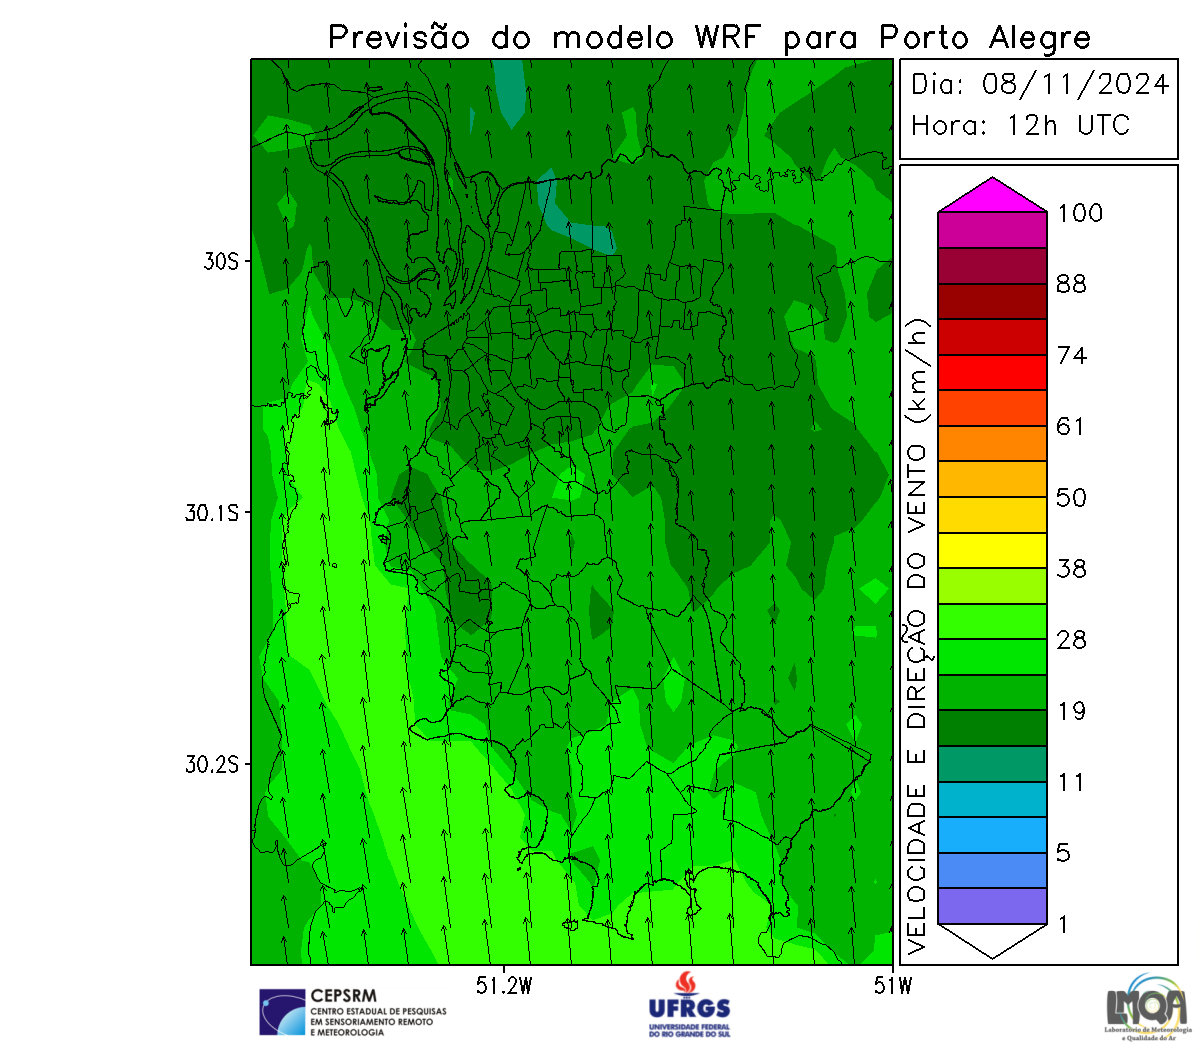 Previsão do modelo WRF para Porto Alegre
Dia: 08/11/2024
Hora: 12h UTC
100
88
74
61
50
38
28
19
11
5
1
VELOCIDADE E DIREÇÃO DO VENTO (km/h)
30S
30.1S
30.2S
51.2W
51W
CEPSRM
CENTRO ESTADUAL DE PESQUISAS
EM SENSORIAMENTO REMOTO
E METEOROLOGIA
UFRGS
UNIVERSIDADE FEDERAL
DO RIO GRANDE DO SUL
LMQA
Laboratório de Meteorologia
e Qualidade do Ar